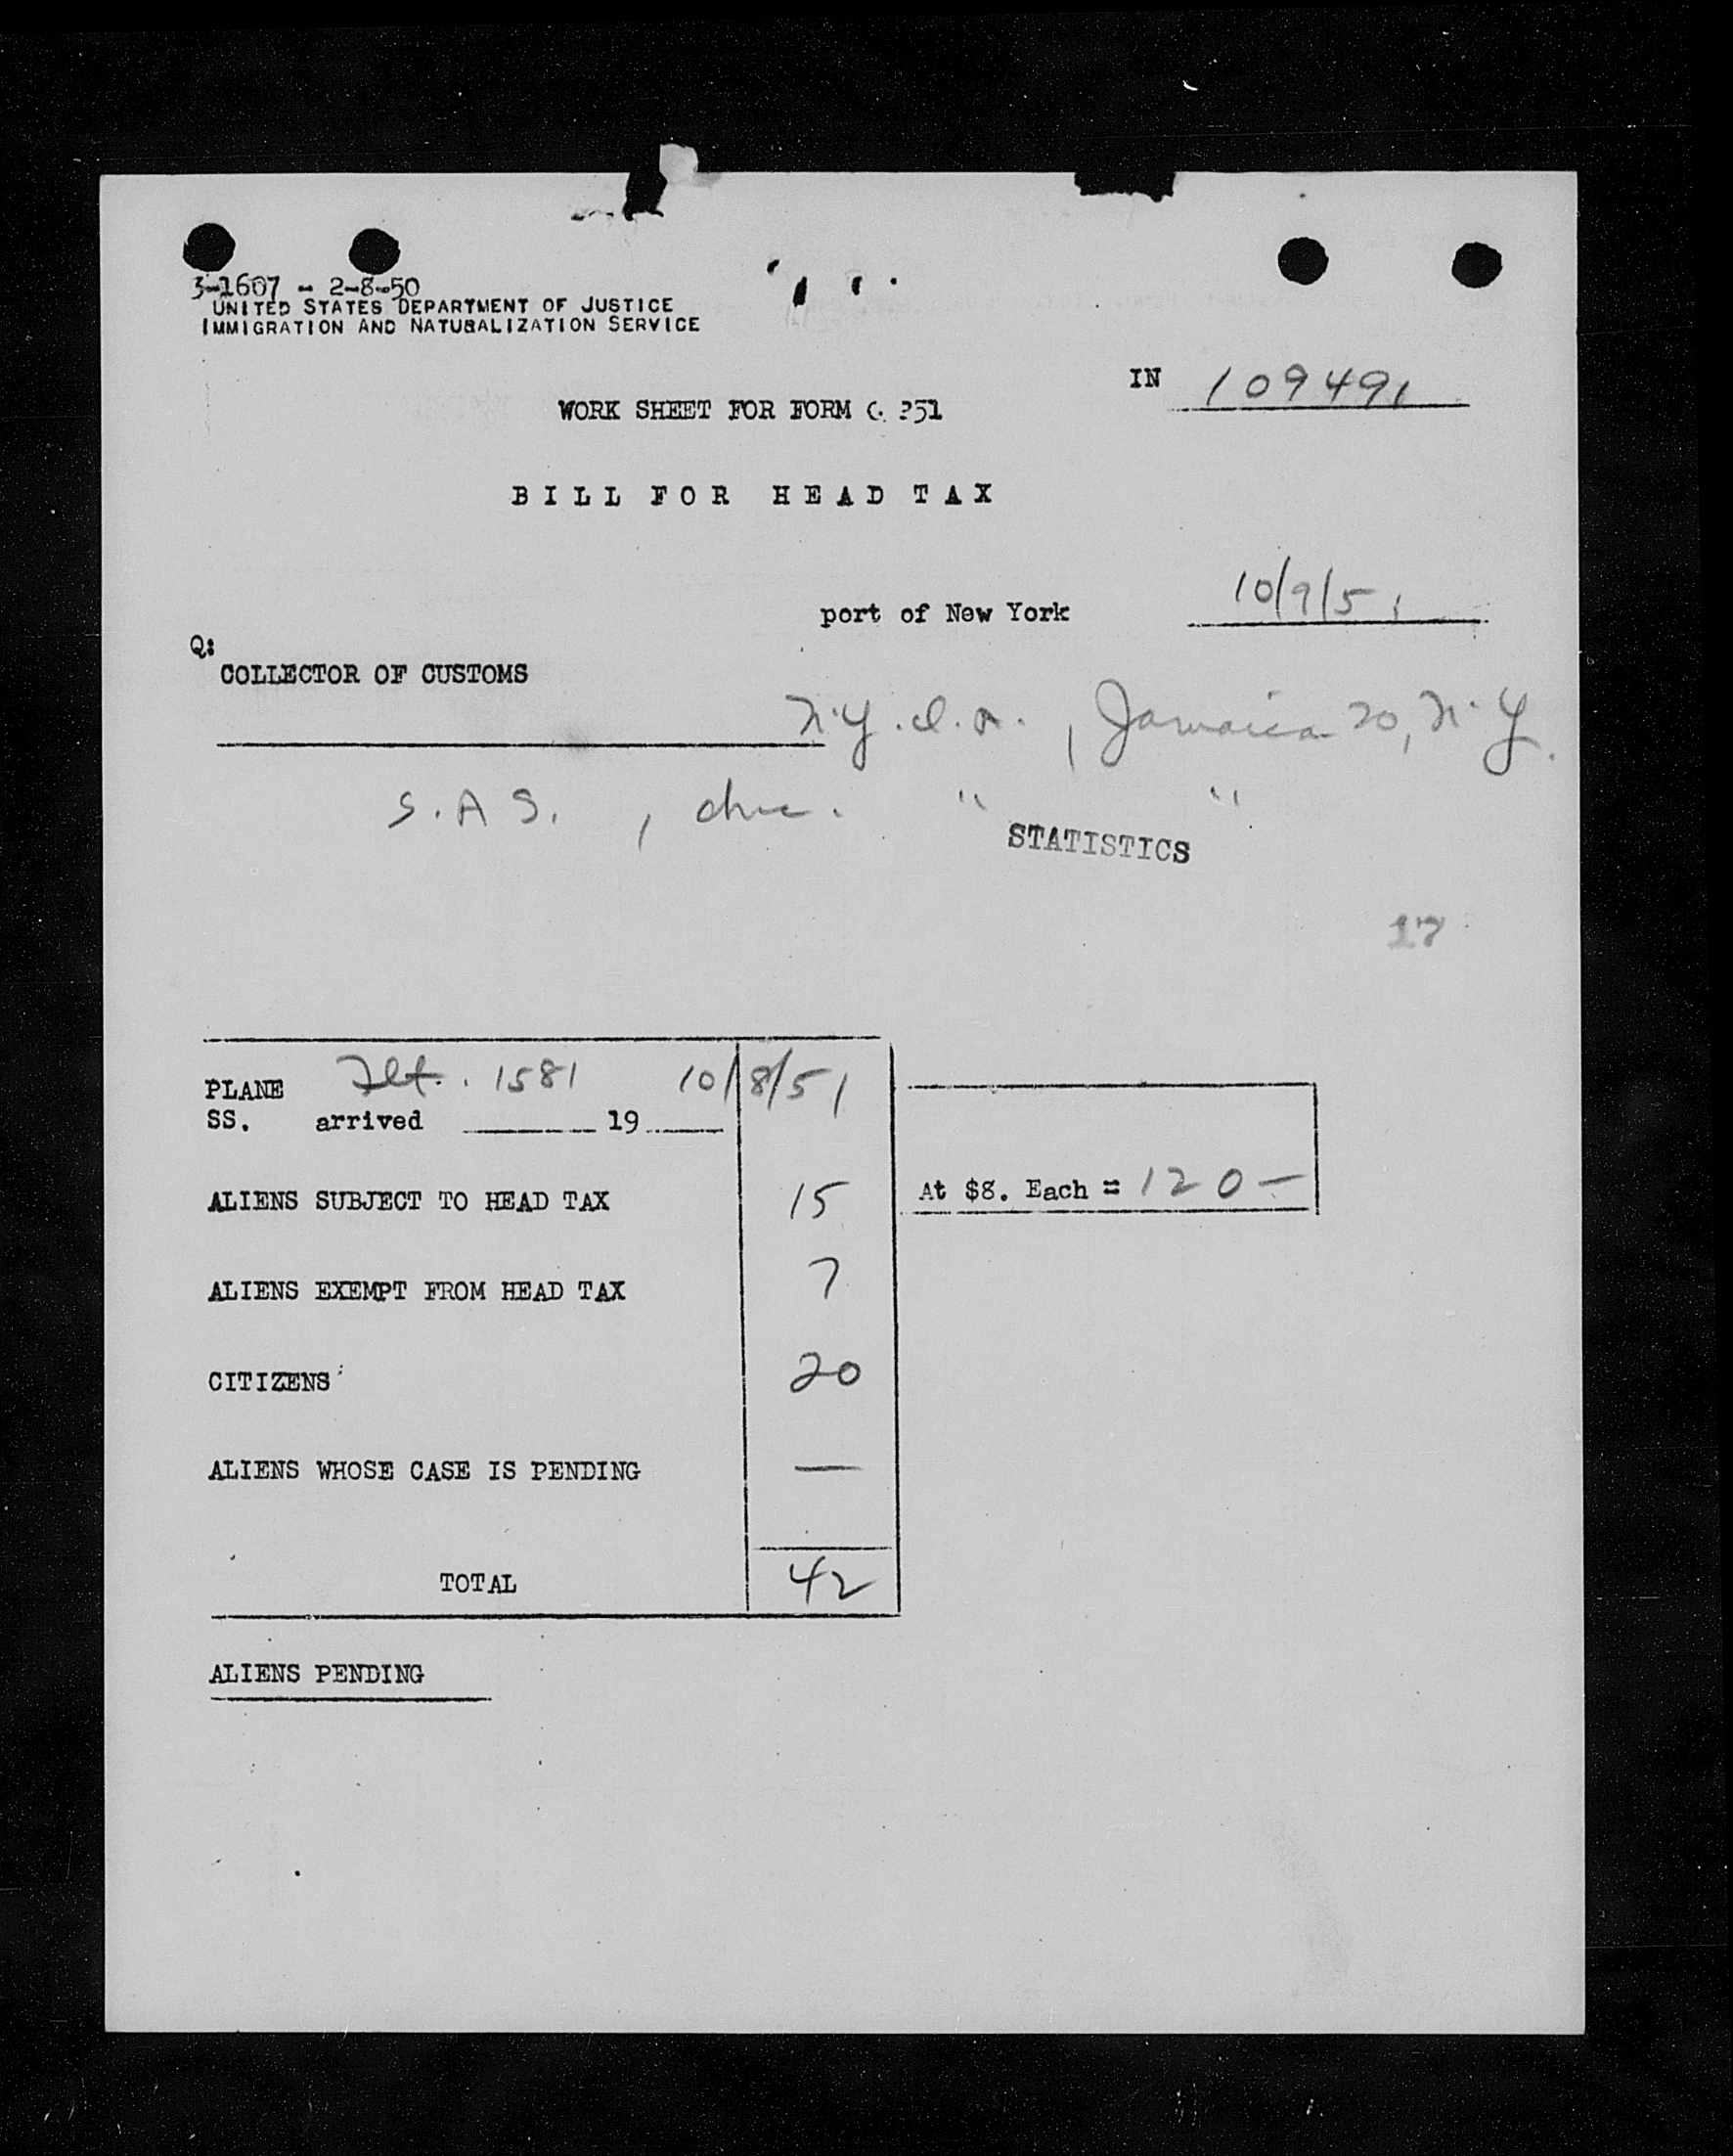 3-1607 - 2-8-50
UNITED STATES DEPARTMENT OF JUSTICE
IMMIGRATION AND NATURALIZATION SERVICE
IN 109491
WORK SHEET FOR FORM G 251
BILL FOR HEAD TAX
port of New York 10/9/51
Q:
COLLECTOR OF CUSTOMS
N.Y.I.A., Jamaica 20, N.Y.
S.A.S., Inc. " "
STATISTICS
17
PLANE Flt. 1581 10/8/51
SS. arrived 19
ALIENS SUBJECT TO HEAD TAX 15 At $8. Each = 120-
ALIENS EXEMPT FROM HEAD TAX 7
CITIZENS 20
ALIENS WHOSE CASE IS PENDING —
TOTAL 42
ALIENS PENDING